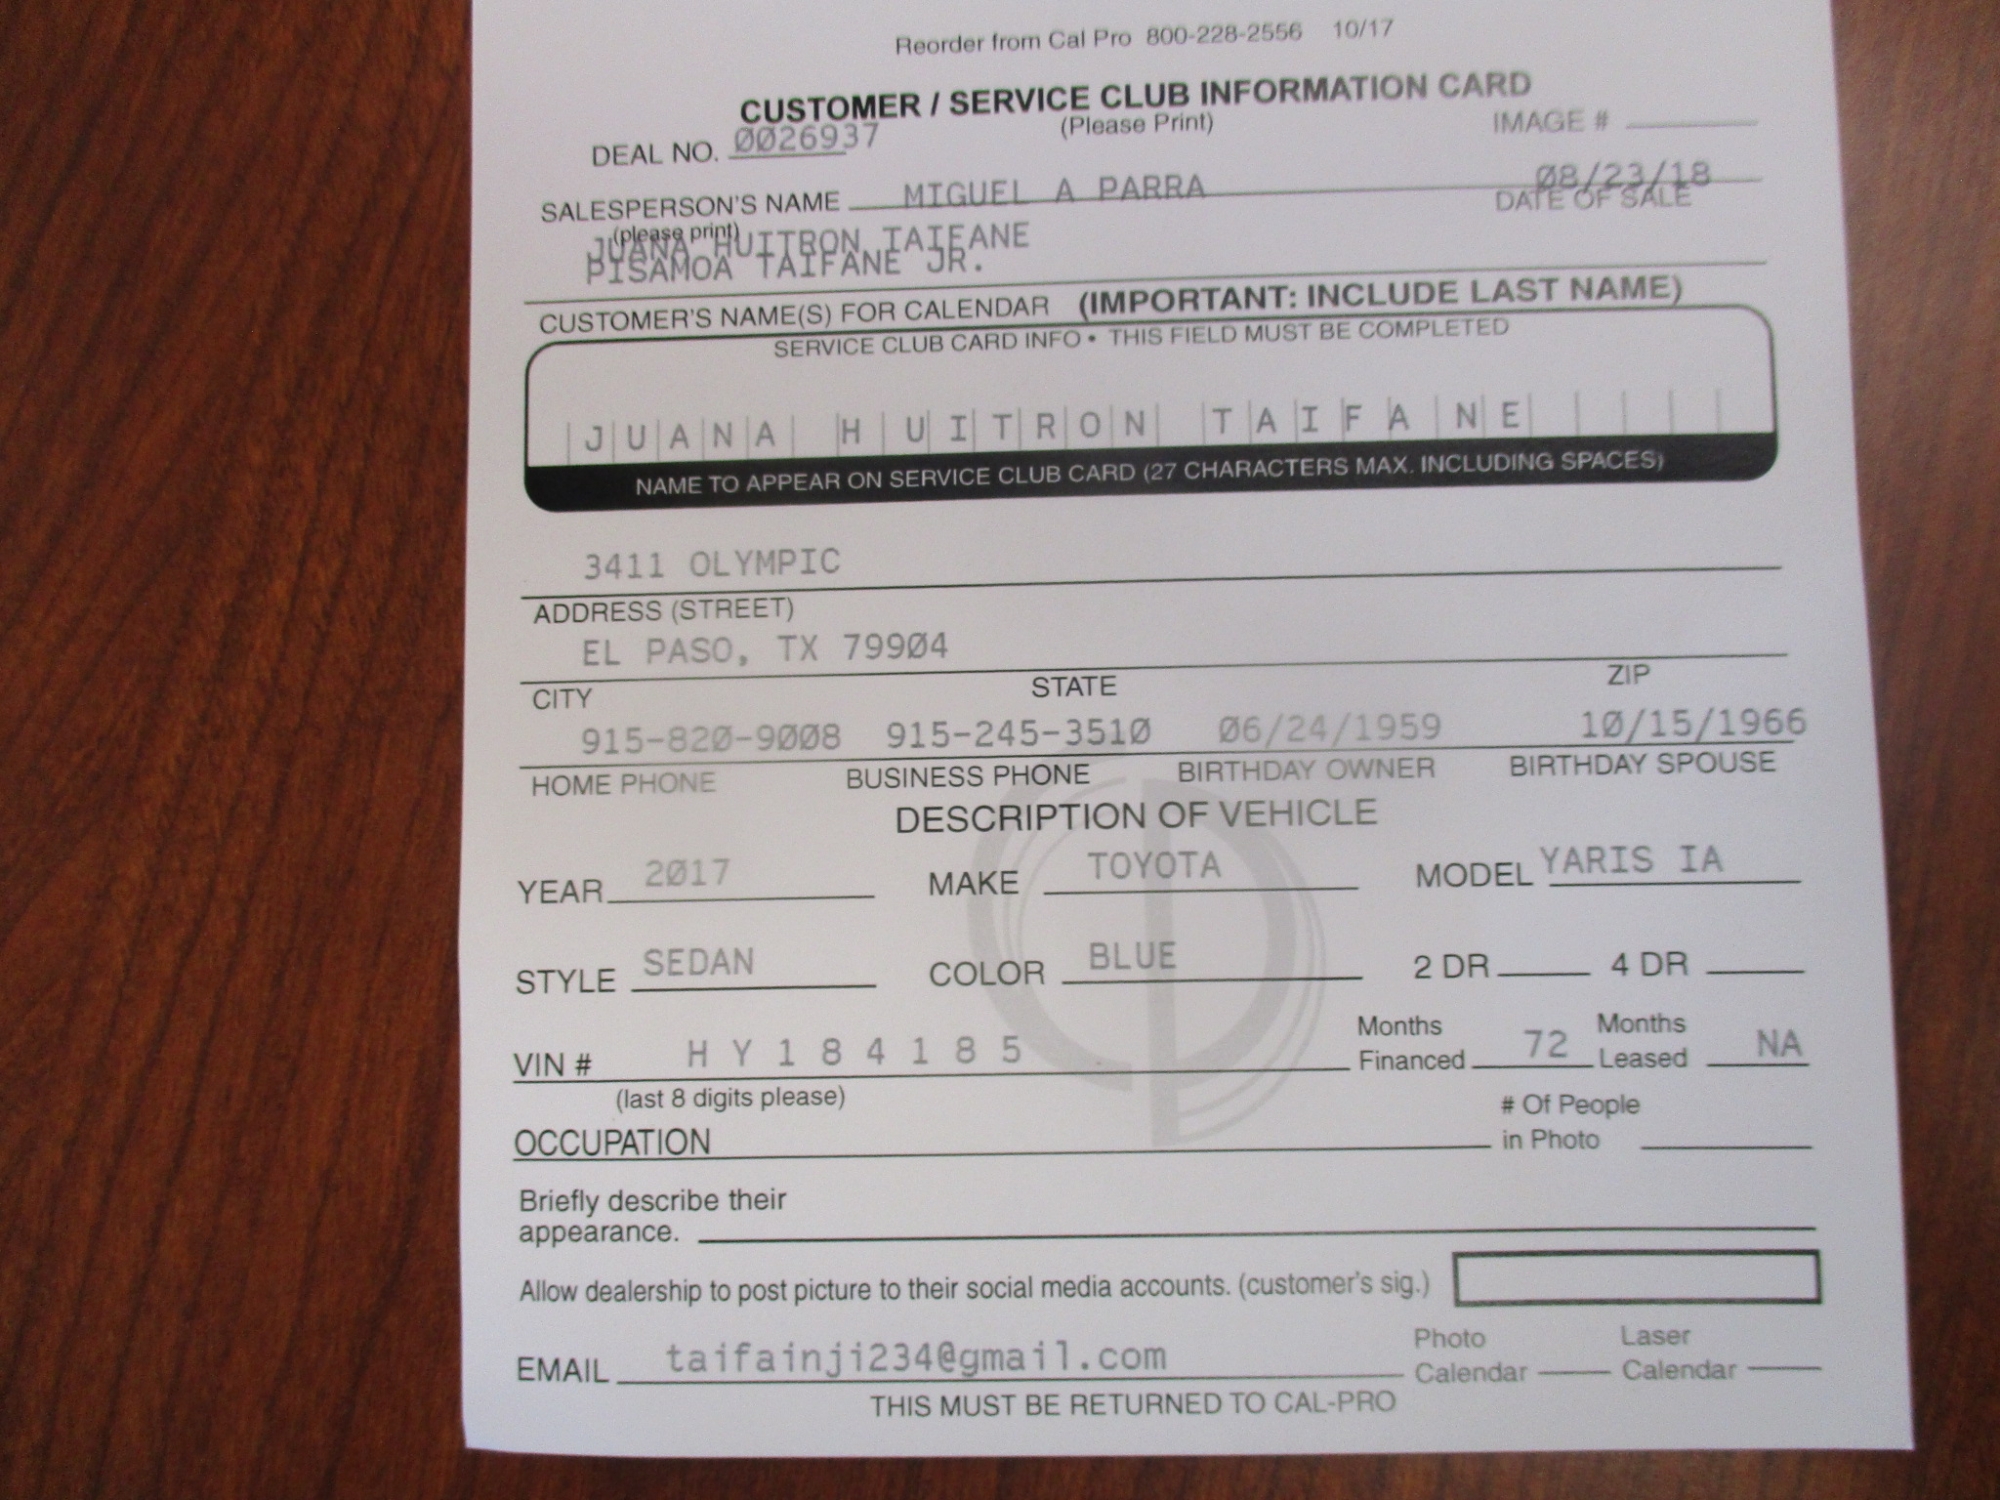 Reorder from Cal Pro 800-228-2556 10/17
CUSTOMER / SERVICE CLUB INFORMATION CARD
(Please Print)
IMAGE #
DEAL NO. 0026937
08/23/18
SALESPERSON'S NAME MIGUEL A PARRA
DATE OF SALE
(please print)
JUANA HUITRON TAIFANE
PISAMOA TAIFANE JR.
CUSTOMER'S NAME(S) FOR CALENDAR (IMPORTANT: INCLUDE LAST NAME)
SERVICE CLUB CARD INFO • THIS FIELD MUST BE COMPLETED
JUANA HUITRON TAIFANE
NAME TO APPEAR ON SERVICE CLUB CARD (27 CHARACTERS MAX. INCLUDING SPACES)
3411 OLYMPIC
ADDRESS (STREET)
EL PASO, TX 79904
CITY STATE ZIP
915-820-9008 915-245-3510 06/24/1959 10/15/1966
HOME PHONE BUSINESS PHONE BIRTHDAY OWNER BIRTHDAY SPOUSE
DESCRIPTION OF VEHICLE
YEAR 2017 MAKE TOYOTA MODEL YARIS IA
STYLE SEDAN COLOR BLUE 2 DR 4 DR
VIN # H Y 1 8 4 1 8 5 Months Financed 72 Months Leased NA
(last 8 digits please)
OCCUPATION # Of People in Photo
Briefly describe their
appearance.
Allow dealership to post picture to their social media accounts. (customer's sig.)
EMAIL taifainji234@gmail.com Photo Calendar Laser Calendar
THIS MUST BE RETURNED TO CAL-PRO